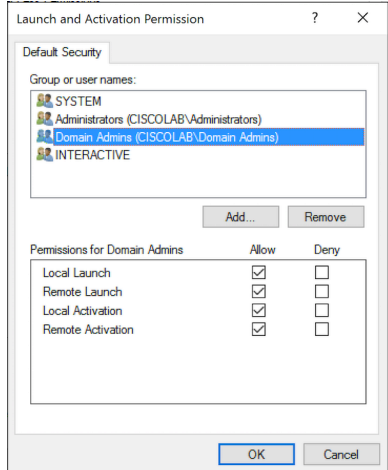 Launch and Activation Permission ? ×
Default Security
Group or user names:
SYSTEM
Administrators (CISCOLAB\Administrators)
Domain Admins (CISCOLAB\Domain Admins)
INTERACTIVE
Add... Remove
Permissions for Domain Admins Allow Deny
Local Launch
Remote Launch
Local Activation
Remote Activation
OK Cancel